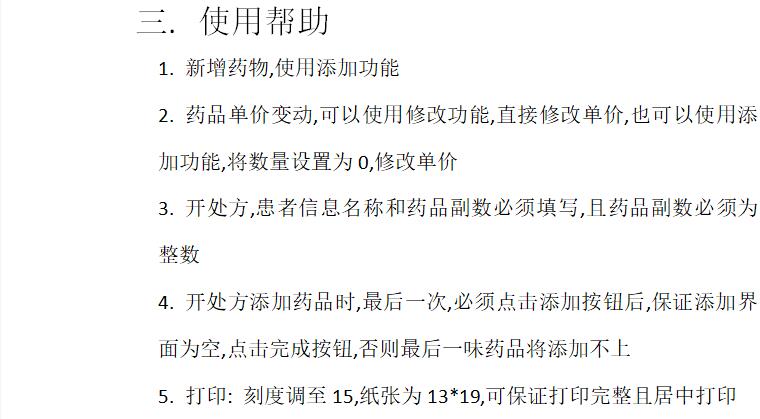 三. 使用帮助
1. 新增药物,使用添加功能
2. 药品单价变动,可以使用修改功能,直接修改单价,也可以使用添
加功能,将数量设置为 0,修改单价
3. 开处方,患者信息名称和药品副数必须填写,且药品副数必须为
整数
4. 开处方添加药品时,最后一次,必须点击添加按钮后,保证添加界
面为空,点击完成按钮,否则最后一味药品将添加不上
5. 打印: 刻度调至 15,纸张为 13*19,可保证打印完整且居中打印